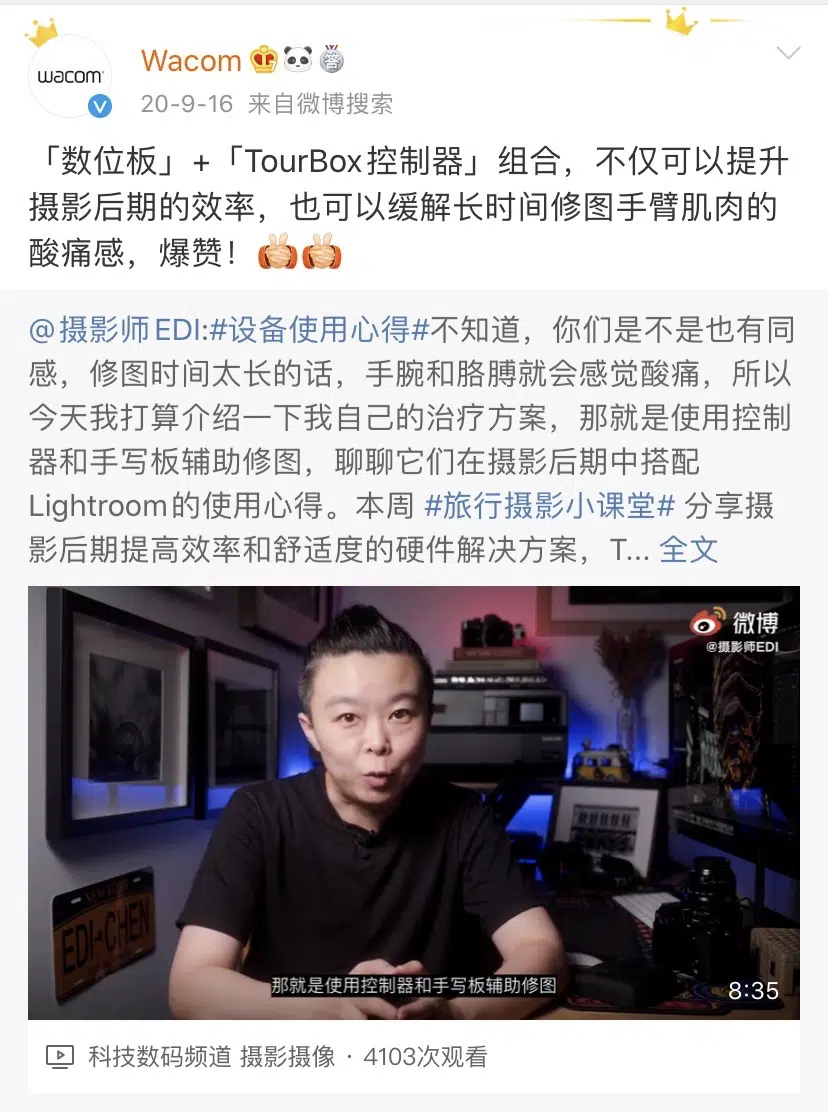 wacom
Wacom
答
20-9-16 来自微博搜索
「数位板」+「TourBox控制器」组合，不仅可以提升
摄影后期的效率，也可以缓解长时间修图手臂肌肉的
酸痛感，爆赞！
@摄影师EDI:#设备使用心得#不知道，你们是不是也有同
感，修图时间太长的话，手腕和胳膊就会感觉酸痛，所以
今天我打算介绍一下我自己的治疗方案，那就是使用控制
器和手写板辅助修图，聊聊它们在摄影后期中搭配
Lightroom的使用心得。本周 #旅行摄影小课堂# 分享摄
影后期提高效率和舒适度的硬件解决方案，T... 全文
微博
@摄影师EDI
NEW YORK
EDI-CHEN
那就是使用控制器和手写板辅助修图
8:35
科技数码频道 摄影摄像 · 4103次观看